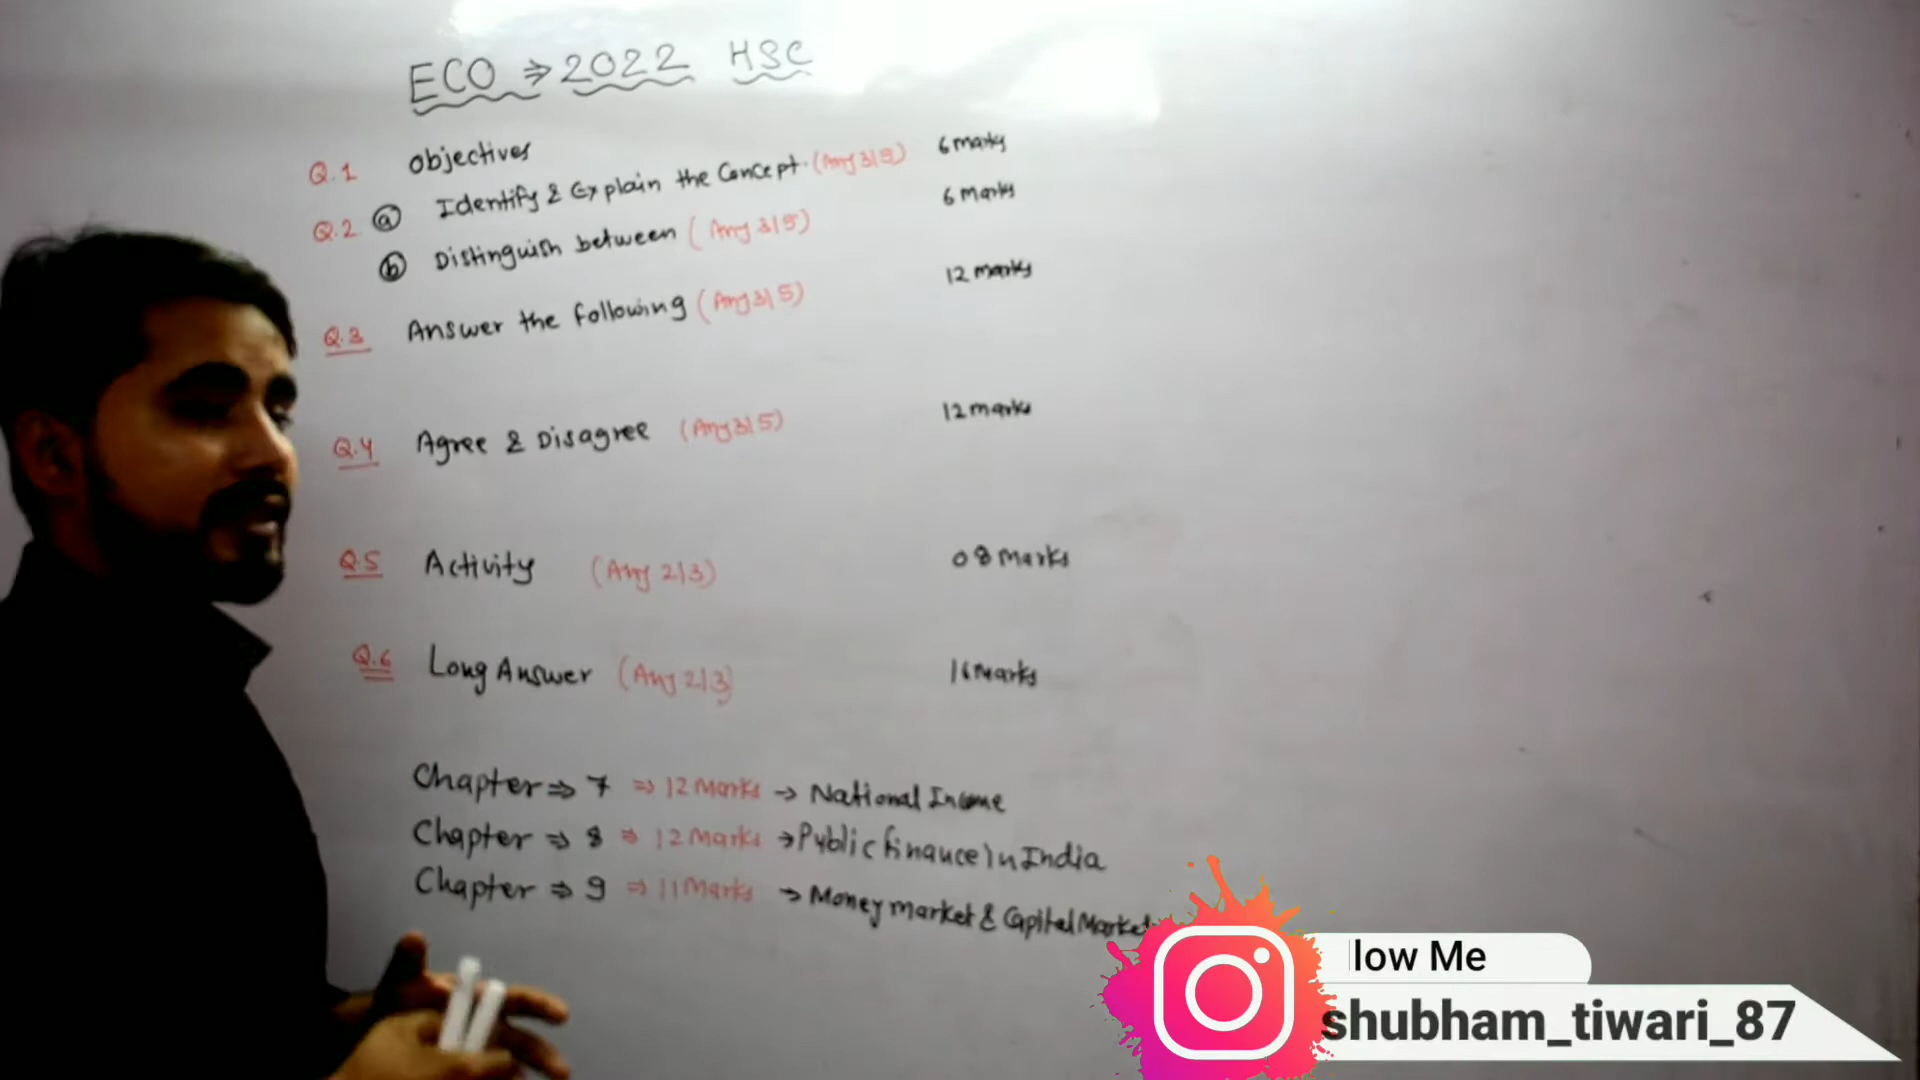 ECO ⇒ 2022 HSC
Q.1 Objectives
Q.2 (a) Identify & Explain the Concept. (Any 3|5) 6 marks
(b) Distinguish between (Any 3|5) 6 marks
Q.3 Answer the following (Any 3|5) 12 marks
Q.4 Agree & Disagree (Any 3|5) 12 marks
Q.5 Activity (Any 2|3) 08 Marks
Q.6 Long Answer (Any 2|3) 16 Marks
Chapter ⇒ 7 ⇒ 12 Marks → National Income
Chapter ⇒ 8 ⇒ 12 Marks → Public finance in India
Chapter ⇒ 9 ⇒ 11 Marks → Money market & Capital Market
low Me
shubham_tiwari_87